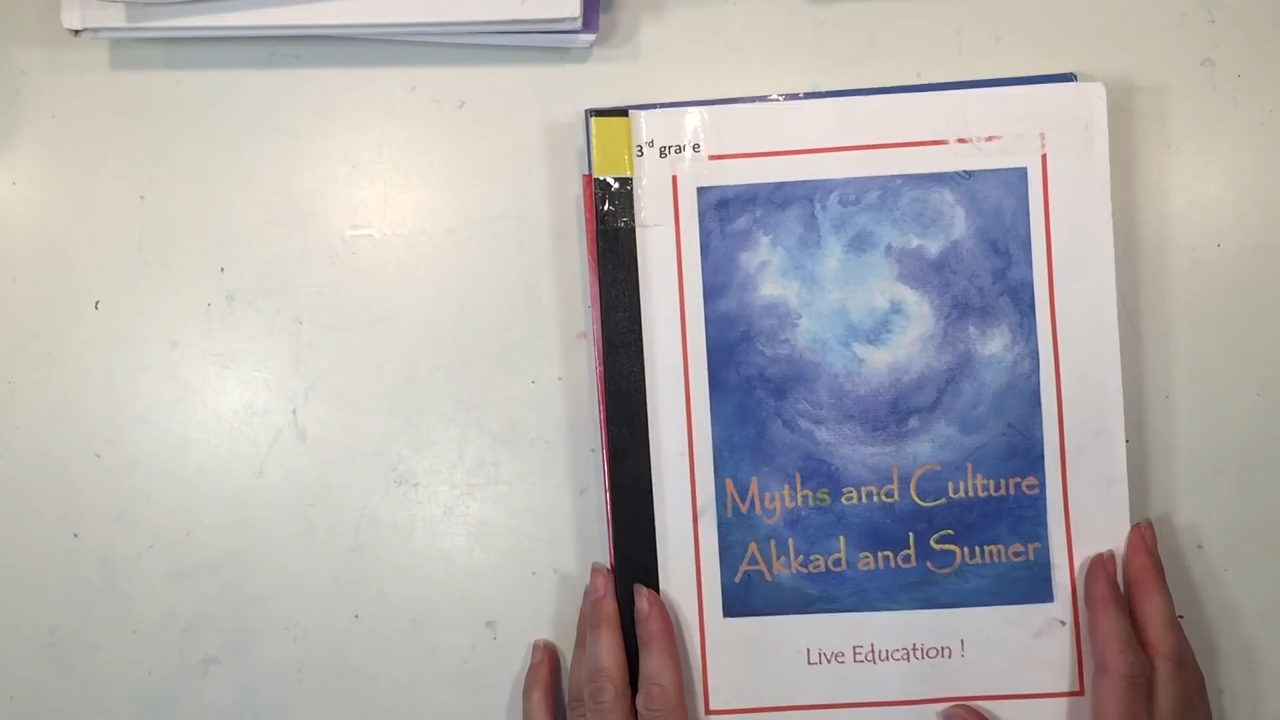 3rd grade
Myths and Culture
Akkad and Sumer
Live Education !